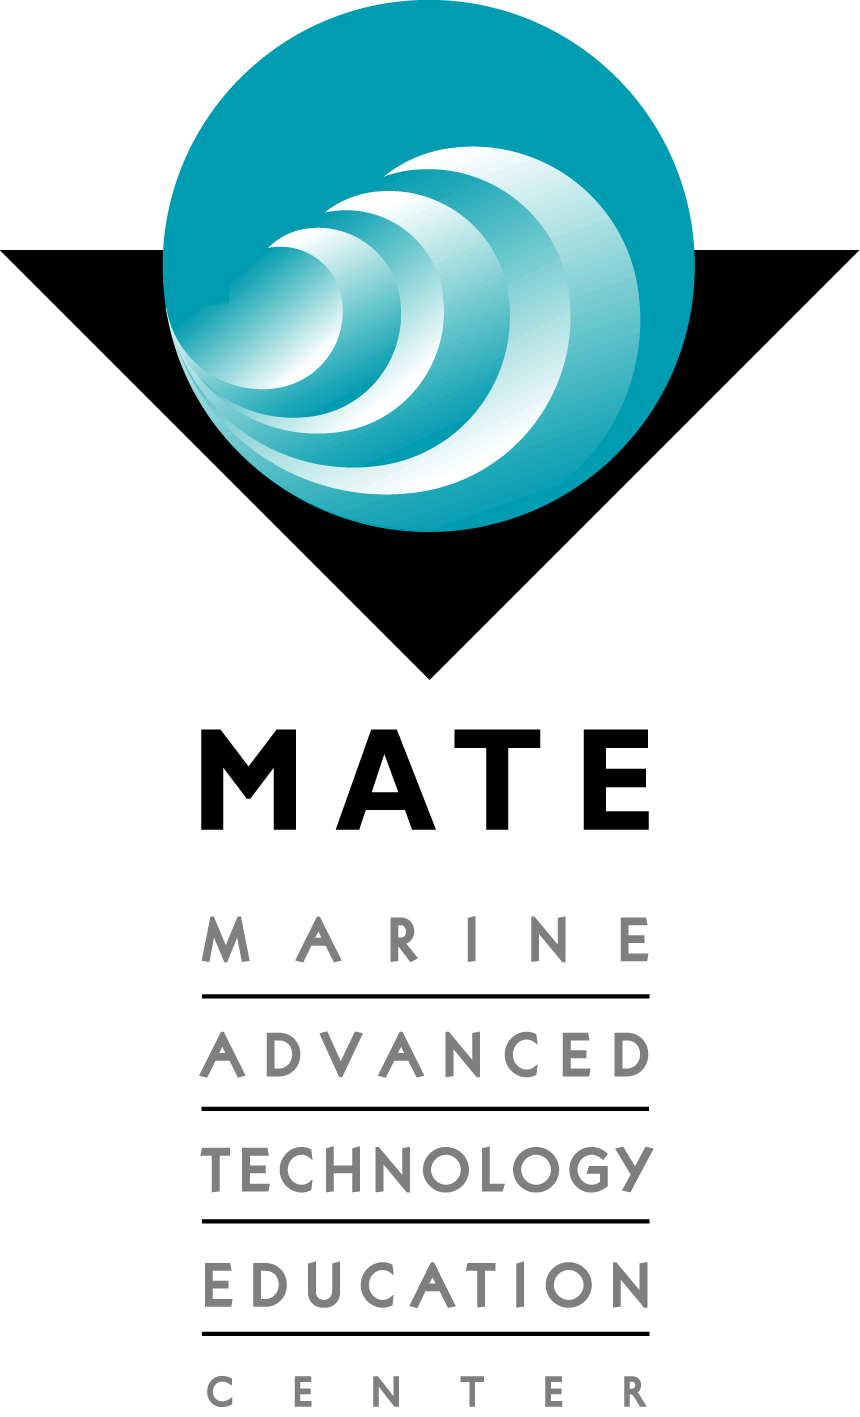 MATE
MARINE
ADVANCED
TECHNOLOGY
EDUCATION
CENTER